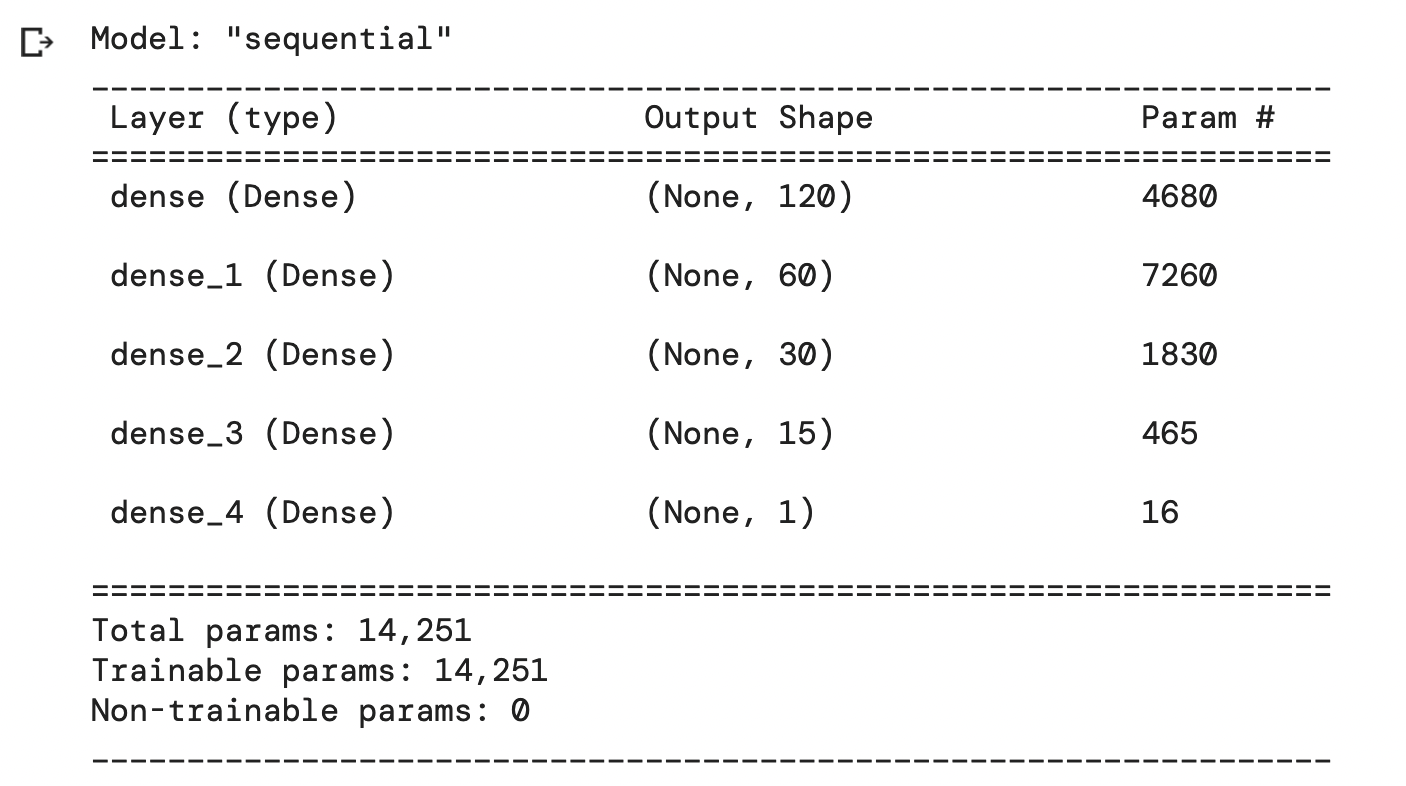 Model: "sequential"
_________________________________________________________________
Layer (type) Output Shape Param #
=================================================================
dense (Dense) (None, 120) 4680
dense_1 (Dense) (None, 60) 7260
dense_2 (Dense) (None, 30) 1830
dense_3 (Dense) (None, 15) 465
dense_4 (Dense) (None, 1) 16
=================================================================
Total params: 14,251
Trainable params: 14,251
Non-trainable params: 0
_________________________________________________________________